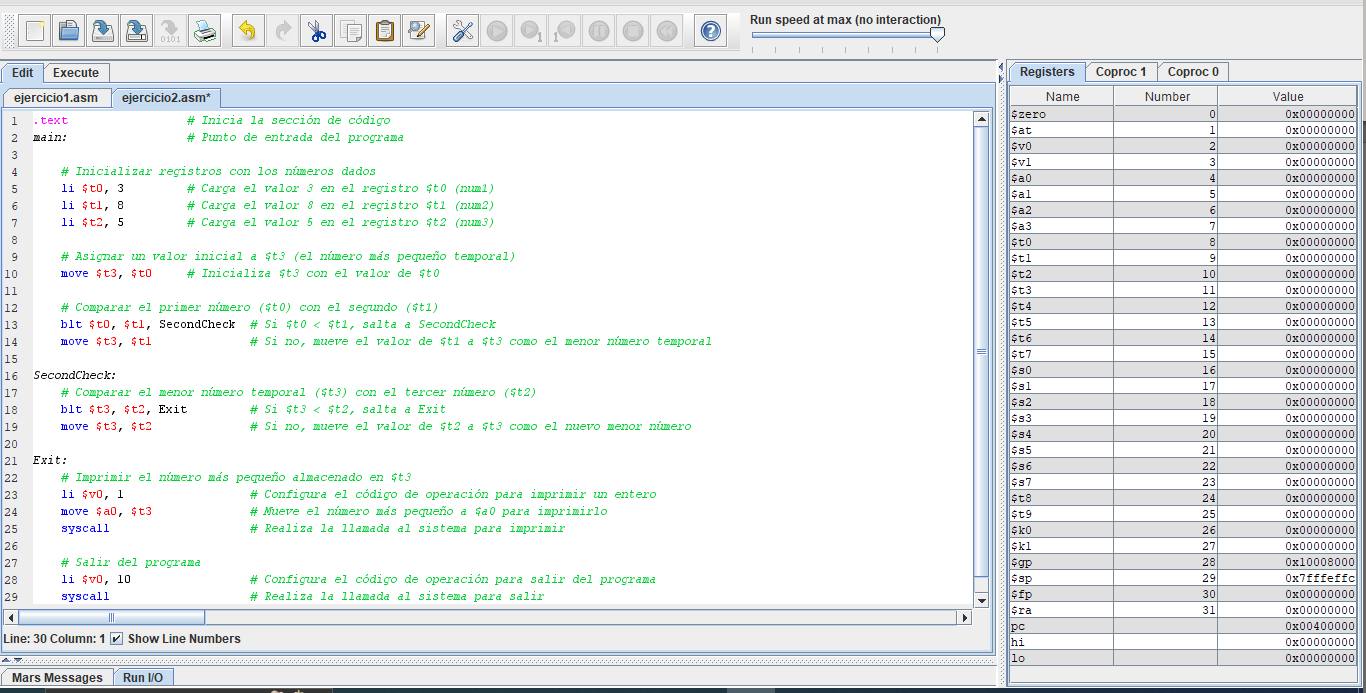 Run speed at max (no interaction)
Edit Execute
ejercicio1.asm ejercicio2.asm*
1 .text # Inicia la sección de código
2 main: # Punto de entrada del programa
3
4 # Inicializar registros con los números dados
5 li $t0, 3 # Carga el valor 3 en el registro $t0 (num1)
6 li $t1, 8 # Carga el valor 8 en el registro $t1 (num2)
7 li $t2, 5 # Carga el valor 5 en el registro $t2 (num3)
8
9 # Asignar un valor inicial a $t3 (el número más pequeño temporal)
10 move $t3, $t0 # Inicializa $t3 con el valor de $t0
11
12 # Comparar el primer número ($t0) con el segundo ($t1)
13 blt $t0, $t1, SecondCheck # Si $t0 < $t1, salta a SecondCheck
14 move $t3, $t1 # Si no, mueve el valor de $t1 a $t3 como el menor número temporal
15
16 SecondCheck:
17 # Comparar el menor número temporal ($t3) con el tercer número ($t2)
18 blt $t3, $t2, Exit # Si $t3 < $t2, salta a Exit
19 move $t3, $t2 # Si no, mueve el valor de $t2 a $t3 como el nuevo menor número
20
21 Exit:
22 # Imprimir el número más pequeño almacenado en $t3
23 li $v0, 1 # Configura el código de operación para imprimir un entero
24 move $a0, $t3 # Mueve el número más pequeño a $a0 para imprimirlo
25 syscall # Realiza la llamada al sistema para imprimir
26
27 # Salir del programa
28 li $v0, 10 # Configura el código de operación para salir del programa
29 syscall # Realiza la llamada al sistema para salir
Line: 30 Column: 1 Show Line Numbers
Mars Messages Run I/O
Registers Coproc 1 Coproc 0
Name Number Value
$zero 0 0x00000000
$at 1 0x00000000
$v0 2 0x00000000
$v1 3 0x00000000
$a0 4 0x00000000
$a1 5 0x00000000
$a2 6 0x00000000
$a3 7 0x00000000
$t0 8 0x00000000
$t1 9 0x00000000
$t2 10 0x00000000
$t3 11 0x00000000
$t4 12 0x00000000
$t5 13 0x00000000
$t6 14 0x00000000
$t7 15 0x00000000
$s0 16 0x00000000
$s1 17 0x00000000
$s2 18 0x00000000
$s3 19 0x00000000
$s4 20 0x00000000
$s5 21 0x00000000
$s6 22 0x00000000
$s7 23 0x00000000
$t8 24 0x00000000
$t9 25 0x00000000
$k0 26 0x00000000
$k1 27 0x00000000
$gp 28 0x10008000
$sp 29 0x7fffeffc
$fp 30 0x00000000
$ra 31 0x00000000
pc 0x00400000
hi 0x00000000
lo 0x00000000